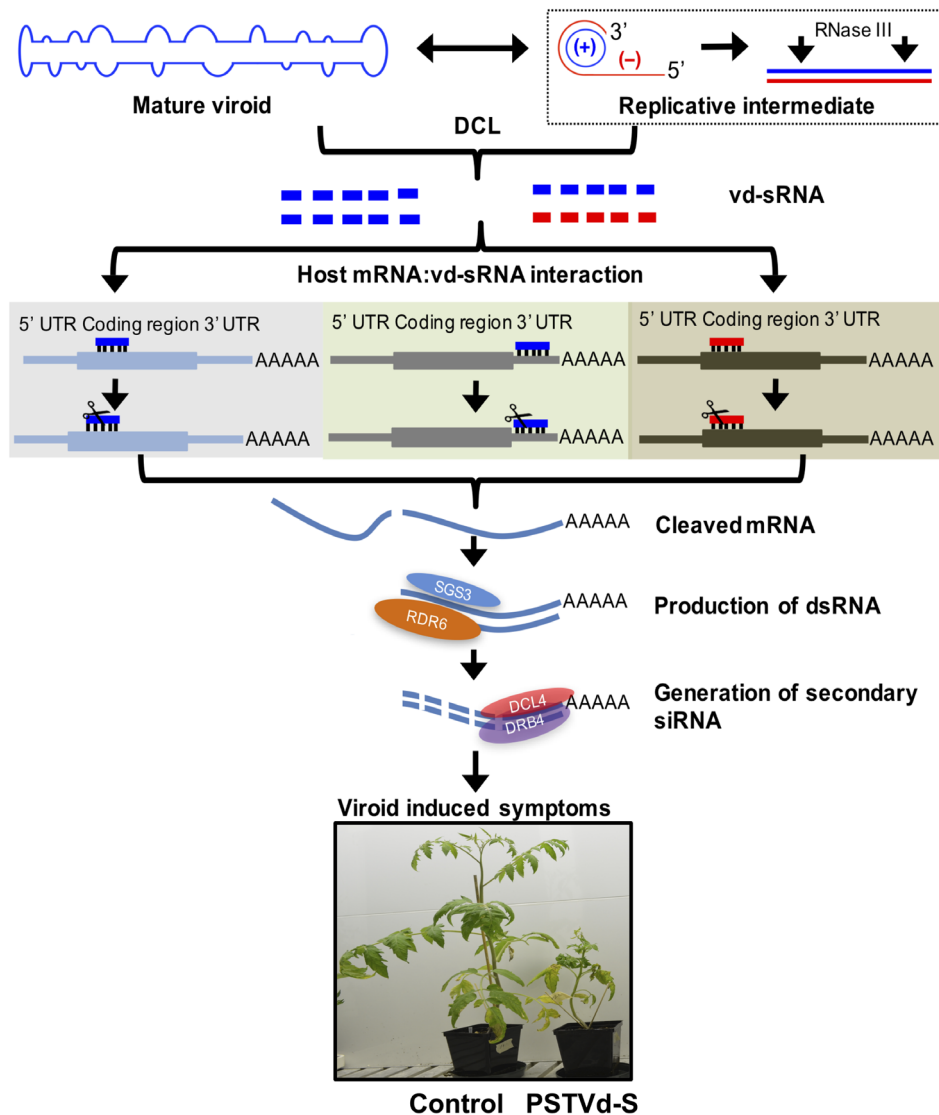 3’
(+)
(–)
5’
RNase III
Mature viroid
Replicative intermediate
DCL
vd-sRNA
Host mRNA:vd-sRNA interaction
5’ UTR Coding region 3’ UTR
AAAAA
AAAAA
5’ UTR Coding region 3’ UTR
AAAAA
AAAAA
5’ UTR Coding region 3’ UTR
AAAAA
AAAAA
AAAAA
Cleaved mRNA
SGS3
RDR6
AAAAA
Production of dsRNA
DCL4
DRB4
AAAAA
Generation of secondary
siRNA
Viroid induced symptoms
Control PSTVd-S